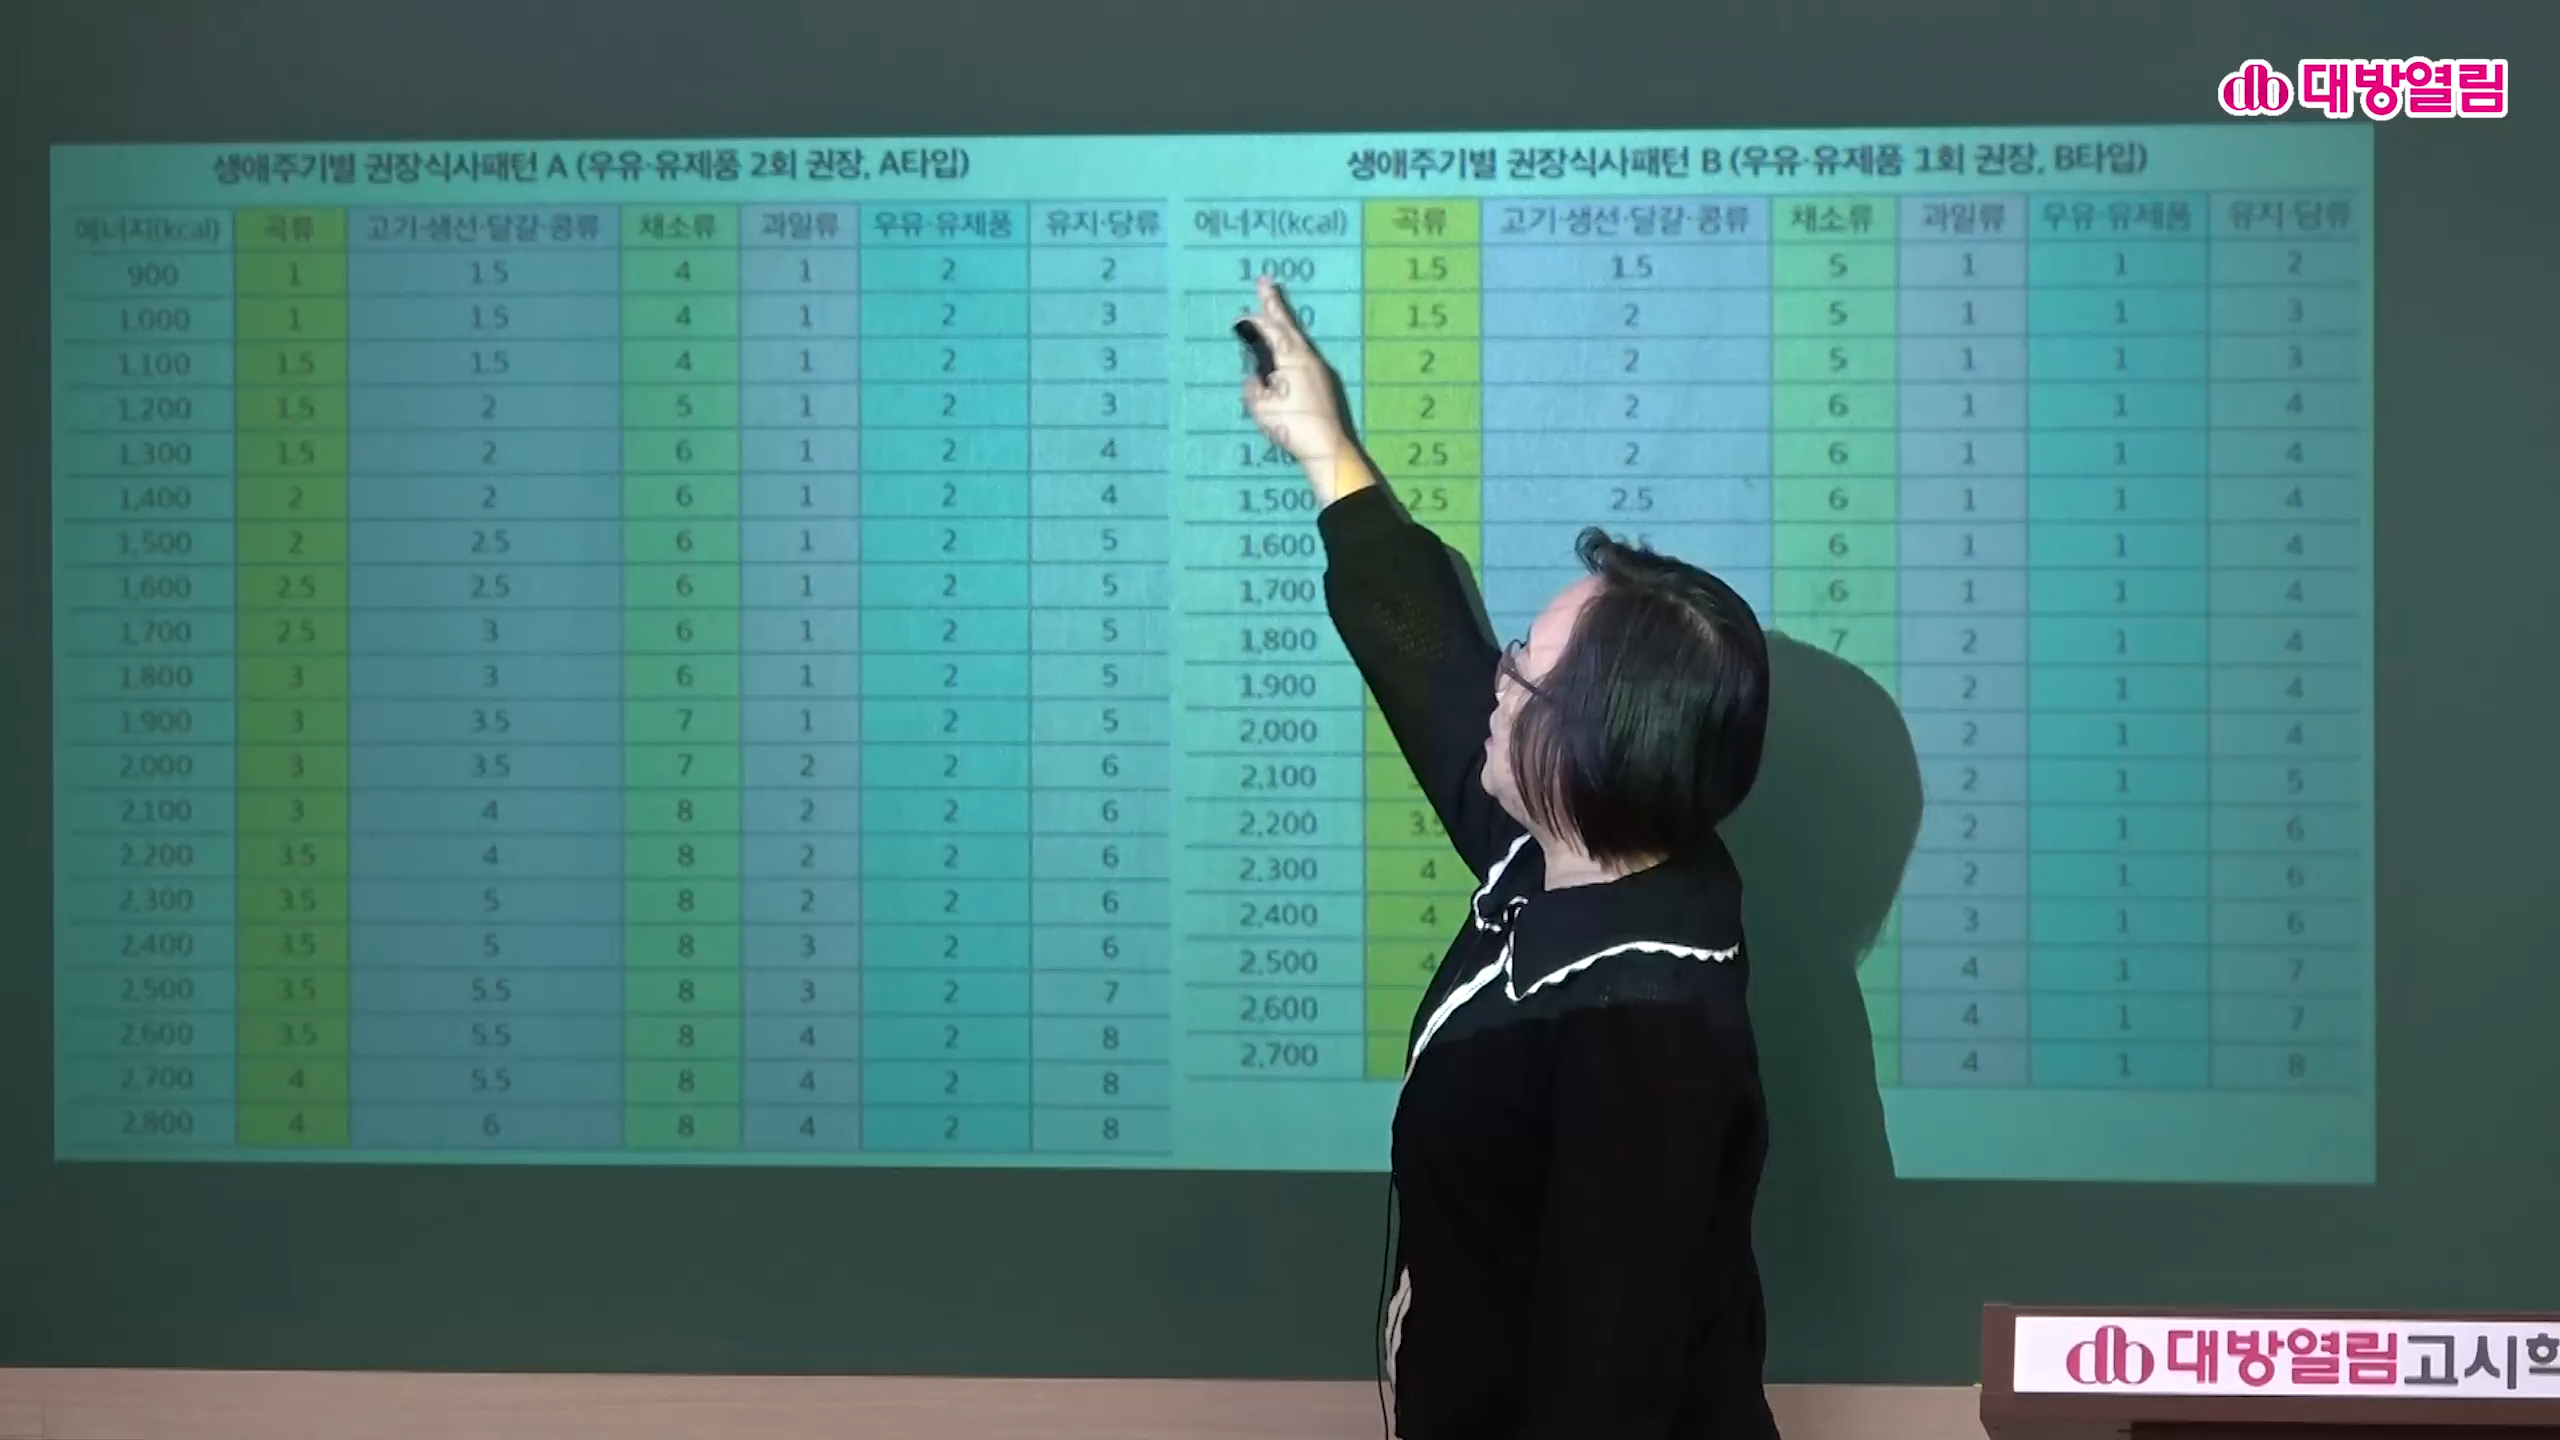 대방열림
생애주기별 권장식사패턴 A (우유·유제품 2회 권장, A타입)
에너지(kcal) 곡류 고기·생선·달걀·콩류 채소류 과일류 우유·유제품 유지·당류
900 1 1.5 4 1 2 2
1,000 1 1.5 4 1 2 3
1,100 1.5 1.5 4 1 2 3
1,200 1.5 2 5 1 2 3
1,300 1.5 2 6 1 2 4
1,400 2 2 6 1 2 4
1,500 2 2.5 6 1 2 5
1,600 2.5 2.5 6 1 2 5
1,700 2.5 3 6 1 2 5
1,800 3 3 6 1 2 5
1,900 3 3.5 7 1 2 5
2,000 3 3.5 7 2 2 6
2,100 3 4 8 2 2 6
2,200 3.5 4 8 2 2 6
2,300 3.5 5 8 2 2 6
2,400 3.5 5 8 3 2 6
2,500 3.5 5.5 8 3 2 7
2,600 3.5 5.5 8 4 2 8
2,700 4 5.5 8 4 2 8
2,800 4 6 8 4 2 8
생애주기별 권장식사패턴 B (우유·유제품 1회 권장, B타입)
에너지(kcal) 곡류 고기·생선·달걀·콩류 채소류 과일류 우유·유제품 유지·당류
1,000 1.5 1.5 5 1 1 2
1.5 2 5 1 1 3
2 2 5 1 1 3
2 2 6 1 1 4
2.5 2 6 1 1 4
1,500 2.5 2.5 6 1 1 4
1,600 6 1 1 4
1,700 6 1 1 4
1,800 7 2 1 4
1,900 2 1 4
2,000 2 1 4
2,100 2 1 5
2,200 3.5 2 1 6
2,300 4 2 1 6
2,400 4 3 1 6
2,500 4 4 1 7
2,600 4 1 7
2,700 4 1 8
대방열림고시